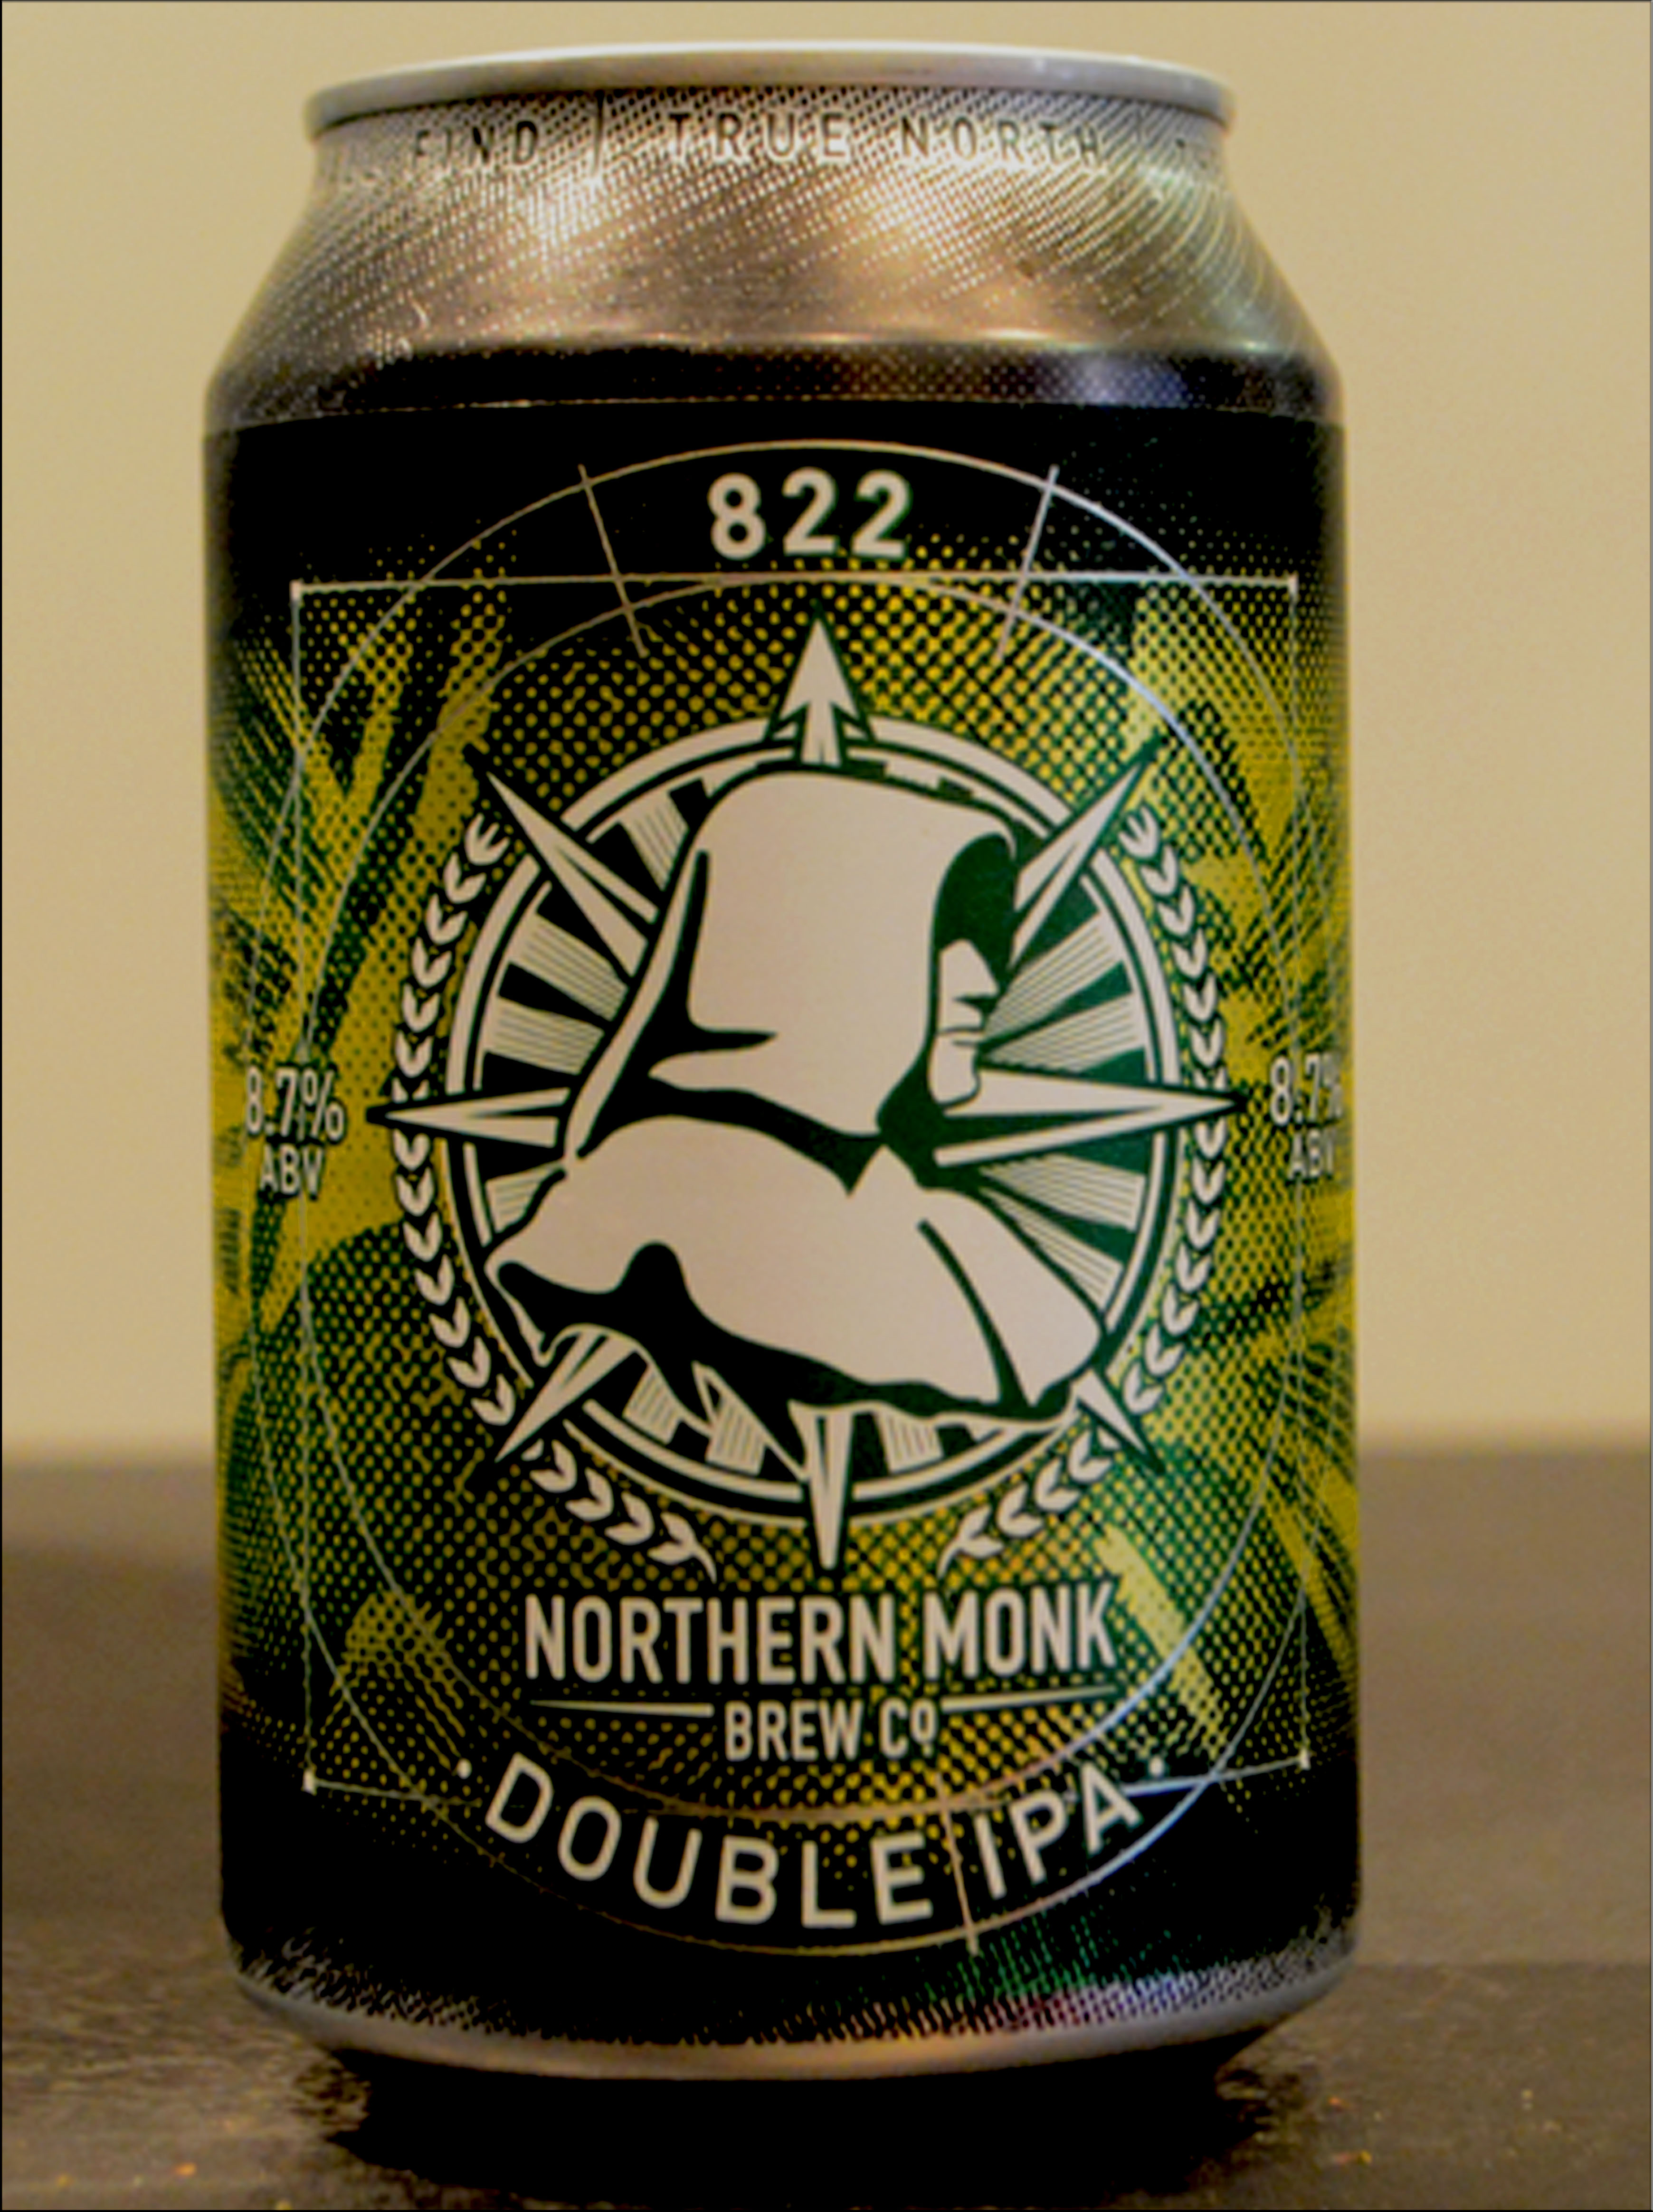 FIND TRUE NORTH
822
8.7% ABV
8.7% ABV
NORTHERN MONK
BREW Cº
· DOUBLE IPA ·